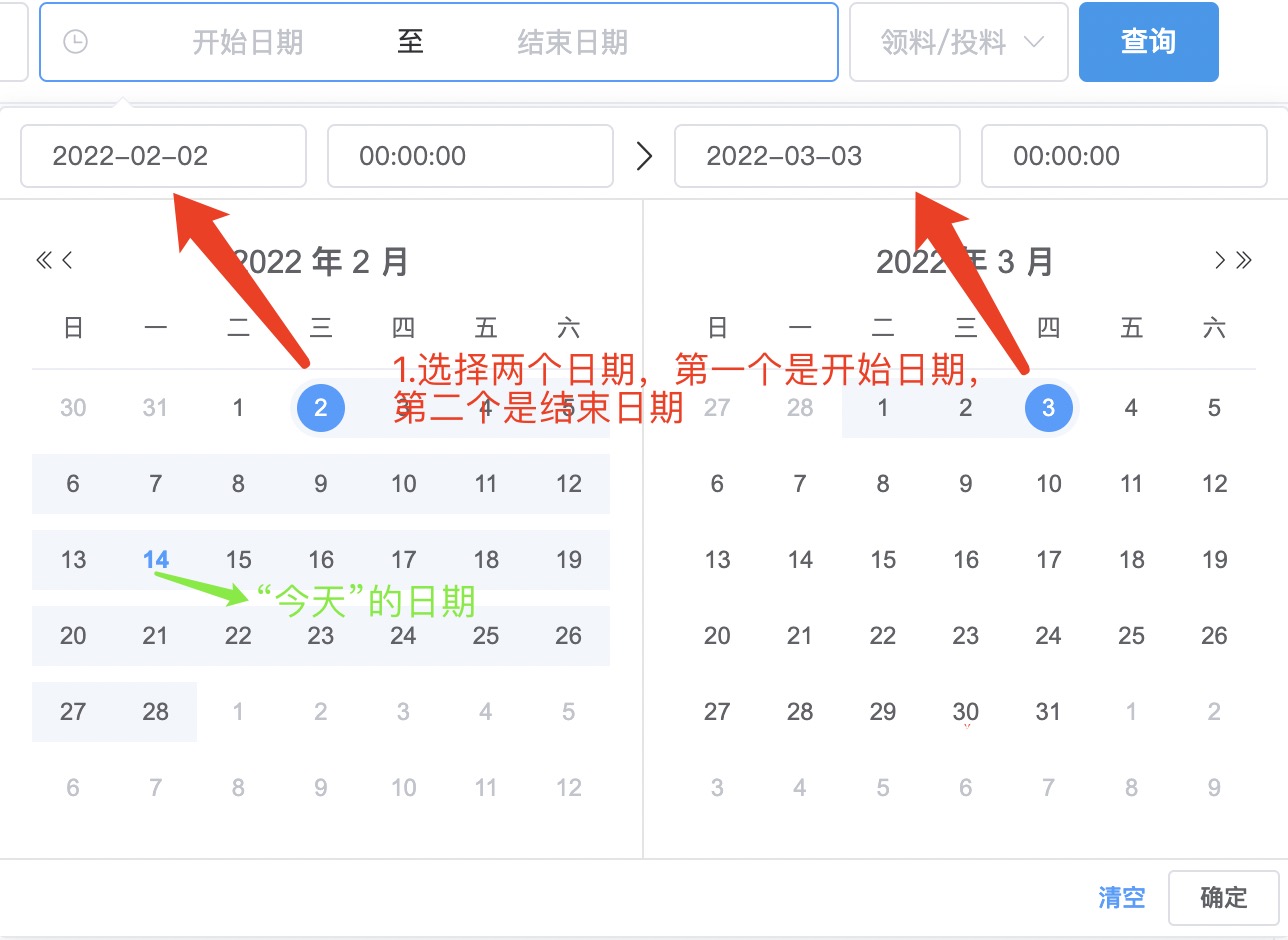 开始日期 至 结束日期 领料/投料 查询
2022-02-02 00:00:00 2022-03-03 00:00:00
2022 年 2 月 2022 年 3 月
日 一 二 三 四 五 六 日 一 二 三 四 五 六
1.选择两个日期，第一个是开始日期，
第二个是结束日期
30 31 1 2 3 4 5 27 28 1 2 3 4 5
6 7 8 9 10 11 12 6 7 8 9 10 11 12
13 14 15 16 17 18 19 13 14 15 16 17 18 19
“今天”的日期
20 21 22 23 24 25 26 20 21 22 23 24 25 26
27 28 1 2 3 4 5 27 28 29 30 31 1 2
6 7 8 9 10 11 12 3 4 5 6 7 8 9
清空 确定